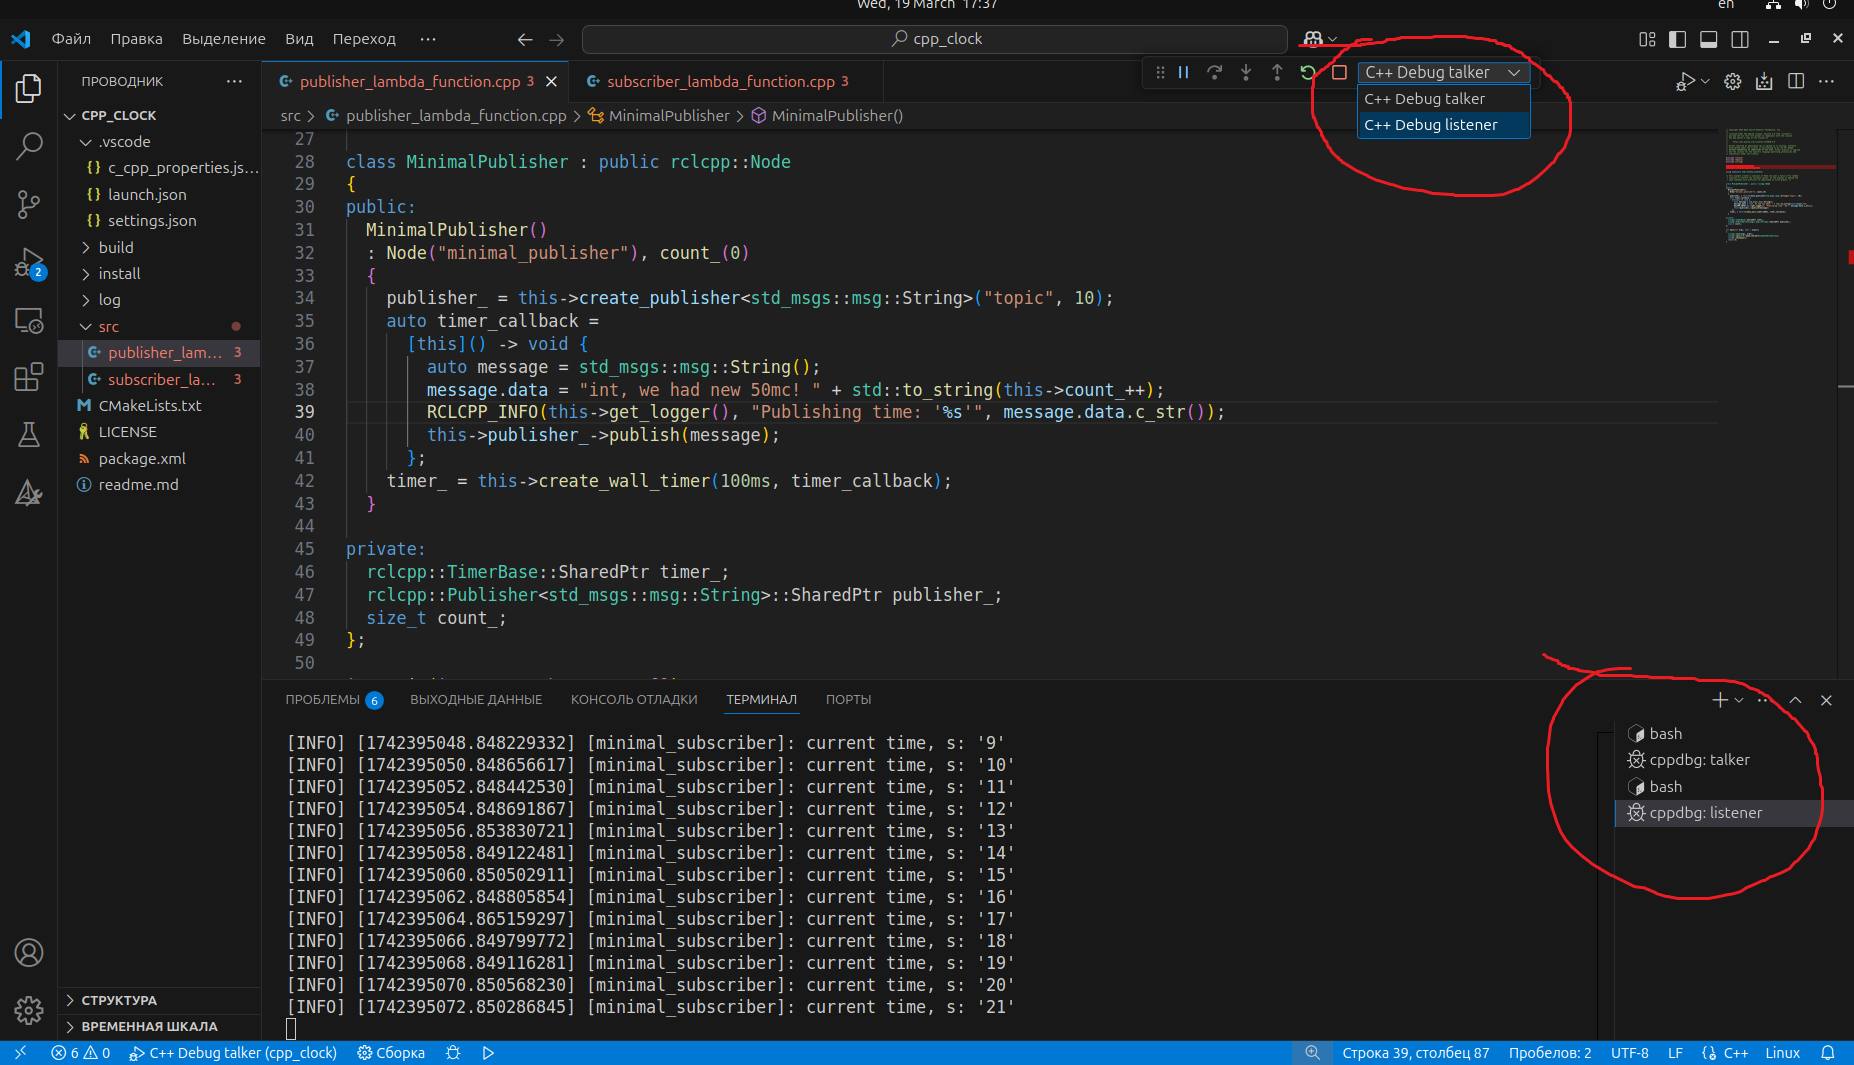 Wed, 19 March 17:37
en
Файл Правка Выделение Вид Переход ···
cpp_clock
ПРОВОДНИК ···
publisher_lambda_function.cpp 3
subscriber_lambda_function.cpp 3
C++ Debug talker
C++ Debug talker
C++ Debug listener
src > publisher_lambda_function.cpp > MinimalPublisher > MinimalPublisher()
CPP_CLOCK
.vscode
c_cpp_properties.js...
launch.json
settings.json
build
install
log
src
publisher_lam... 3
subscriber_la... 3
CMakeLists.txt
LICENSE
package.xml
readme.md
2
СТРУКТУРА
ВРЕМЕННАЯ ШКАЛА
27
28 class MinimalPublisher : public rclcpp::Node
29 {
30 public:
31 MinimalPublisher()
32 : Node("minimal_publisher"), count_(0)
33 {
34 publisher_ = this->create_publisher<std_msgs::msg::String>("topic", 10);
35 auto timer_callback =
36 [this]() -> void {
37 auto message = std_msgs::msg::String();
38 message.data = "int, we had new 50mc! " + std::to_string(this->count_++);
39 RCLCPP_INFO(this->get_logger(), "Publishing time: '%s'", message.data.c_str());
40 this->publisher_->publish(message);
41 };
42 timer_ = this->create_wall_timer(100ms, timer_callback);
43 }
44
45 private:
46 rclcpp::TimerBase::SharedPtr timer_;
47 rclcpp::Publisher<std_msgs::msg::String>::SharedPtr publisher_;
48 size_t count_;
49 };
50
ПРОБЛЕМЫ 6 ВЫХОДНЫЕ ДАННЫЕ КОНСОЛЬ ОТЛАДКИ ТЕРМИНАЛ ПОРТЫ
[INFO] [1742395048.848229332] [minimal_subscriber]: current time, s: '9'
[INFO] [1742395050.848656617] [minimal_subscriber]: current time, s: '10'
[INFO] [1742395052.848442530] [minimal_subscriber]: current time, s: '11'
[INFO] [1742395054.848691867] [minimal_subscriber]: current time, s: '12'
[INFO] [1742395056.853830721] [minimal_subscriber]: current time, s: '13'
[INFO] [1742395058.849122481] [minimal_subscriber]: current time, s: '14'
[INFO] [1742395060.850502911] [minimal_subscriber]: current time, s: '15'
[INFO] [1742395062.848805854] [minimal_subscriber]: current time, s: '16'
[INFO] [1742395064.865159297] [minimal_subscriber]: current time, s: '17'
[INFO] [1742395066.849799772] [minimal_subscriber]: current time, s: '18'
[INFO] [1742395068.849116281] [minimal_subscriber]: current time, s: '19'
[INFO] [1742395070.850568230] [minimal_subscriber]: current time, s: '20'
[INFO] [1742395072.850286845] [minimal_subscriber]: current time, s: '21'
bash
cppdbg: talker
bash
cppdbg: listener
6 0 C++ Debug talker (cpp_clock) Сборка
Строка 39, столбец 87 Пробелов: 2 UTF-8 LF C++ Linux